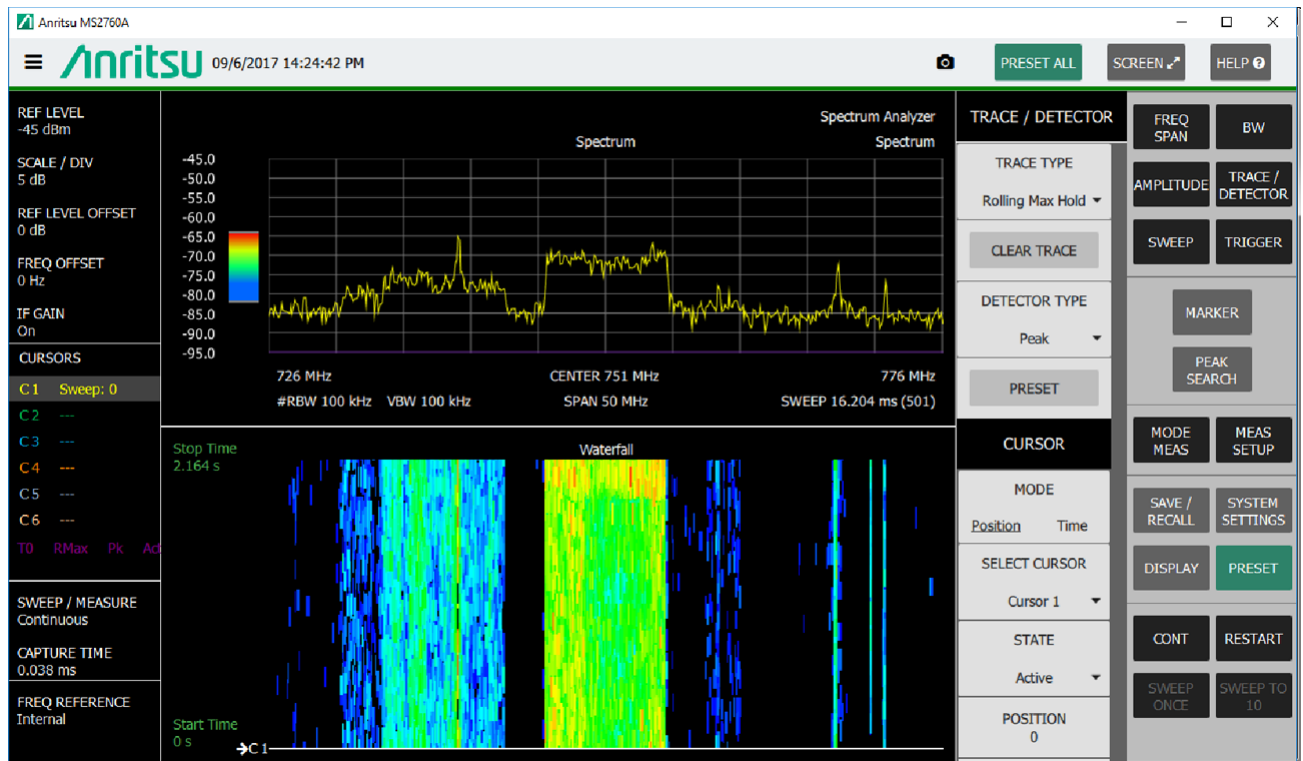 Anritsu MS2760A
Anritsu 09/6/2017 14:24:42 PM
PRESET ALL
SCREEN
HELP
REF LEVEL
-45 dBm
SCALE / DIV
5 dB
REF LEVEL OFFSET
0 dB
FREQ OFFSET
0 Hz
IF GAIN
On
CURSORS
C 1 Sweep: 0
C 2 ---
C 3 ---
C 4 ---
C 5 ---
C 6 ---
T0 RMax Pk
SWEEP / MEASURE
Continuous
CAPTURE TIME
0.038 ms
FREQ REFERENCE
Internal
Spectrum Analyzer
Spectrum
Spectrum
-45.0
-50.0
-55.0
-60.0
-65.0
-70.0
-75.0
-80.0
-85.0
-90.0
-95.0
726 MHz CENTER 751 MHz 776 MHz
#RBW 100 kHz VBW 100 kHz SPAN 50 MHz SWEEP 16.204 ms (501)
Waterfall
Stop Time
2.164 s
Start Time
0 s
C 1
TRACE / DETECTOR
TRACE TYPE
Rolling Max Hold
CLEAR TRACE
DETECTOR TYPE
Peak
PRESET
CURSOR
MODE
Position Time
SELECT CURSOR
Cursor 1
STATE
Active
POSITION
0
FREQ
SPAN
BW
AMPLITUDE
TRACE /
DETECTOR
SWEEP
TRIGGER
MARKER
PEAK
SEARCH
MODE
MEAS
MEAS
SETUP
SAVE /
RECALL
SYSTEM
SETTINGS
DISPLAY
PRESET
CONT
RESTART
SWEEP
ONCE
SWEEP TO
10